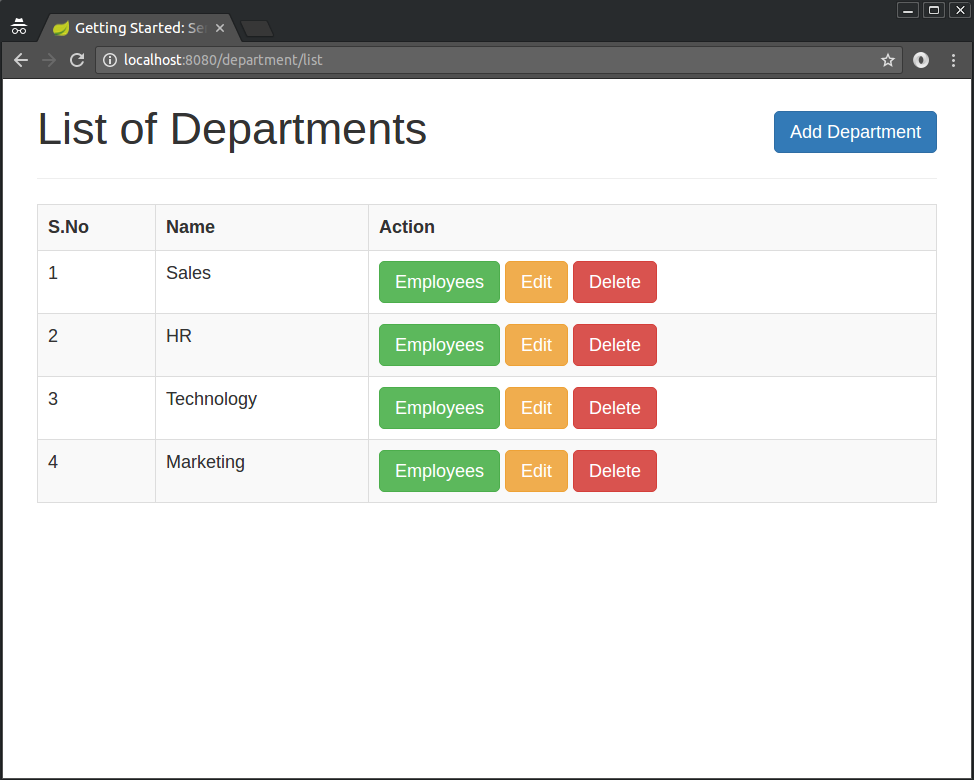 Getting Started: Se
localhost:8080/department/list
List of Departments
Add Department
S.No Name Action
1 Sales Employees Edit Delete
2 HR Employees Edit Delete
3 Technology Employees Edit Delete
4 Marketing Employees Edit Delete